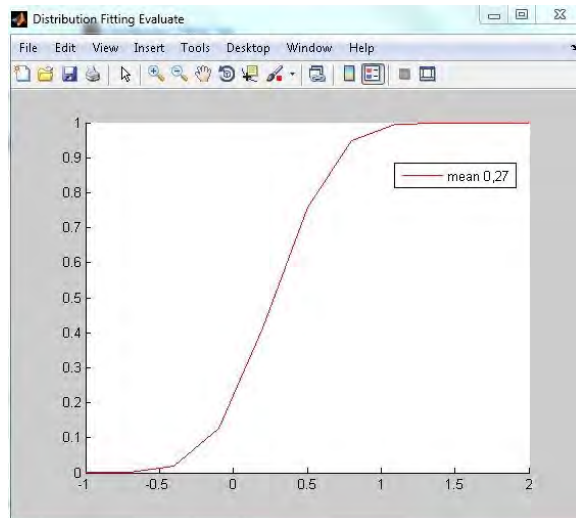 Distribution Fitting Evaluate
File Edit View Insert Tools Desktop Window Help
1
0.9
0.8
0.7
0.6
0.5
0.4
0.3
0.2
0.1
0
-1 -0.5 0 0.5 1 1.5 2
mean 0,27